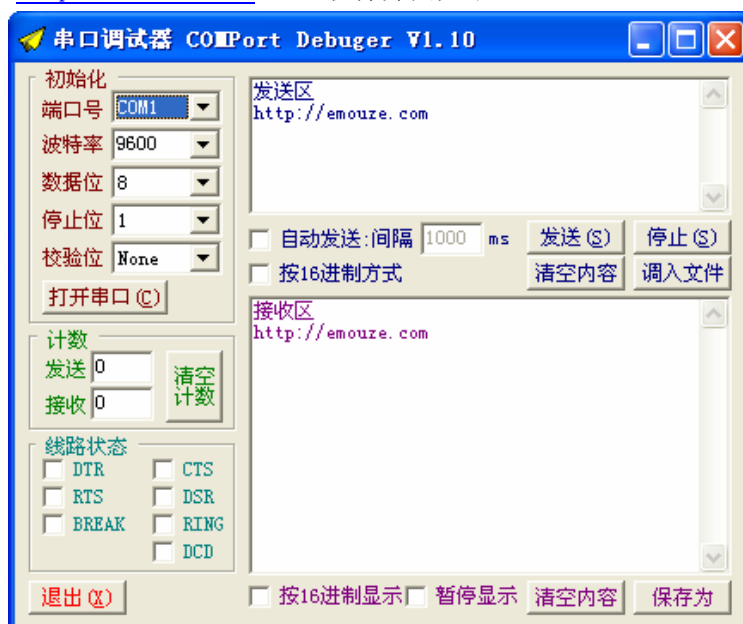 串口调试器 COMPort Debuger V1.10
初始化
端口号 COM1
波特率 9600
数据位 8
停止位 1
校验位 None
打开串口(C)
计数
发送 0
接收 0
清空
计数
线路状态
DTR CTS
RTS DSR
BREAK RING
DCD
退出(X)
发送区
http://emouze.com
自动发送:间隔 1000 ms 发送(S) 停止(S)
按16进制方式 清空内容 调入文件
接收区
http://emouze.com
按16进制显示 暂停显示 清空内容 保存为